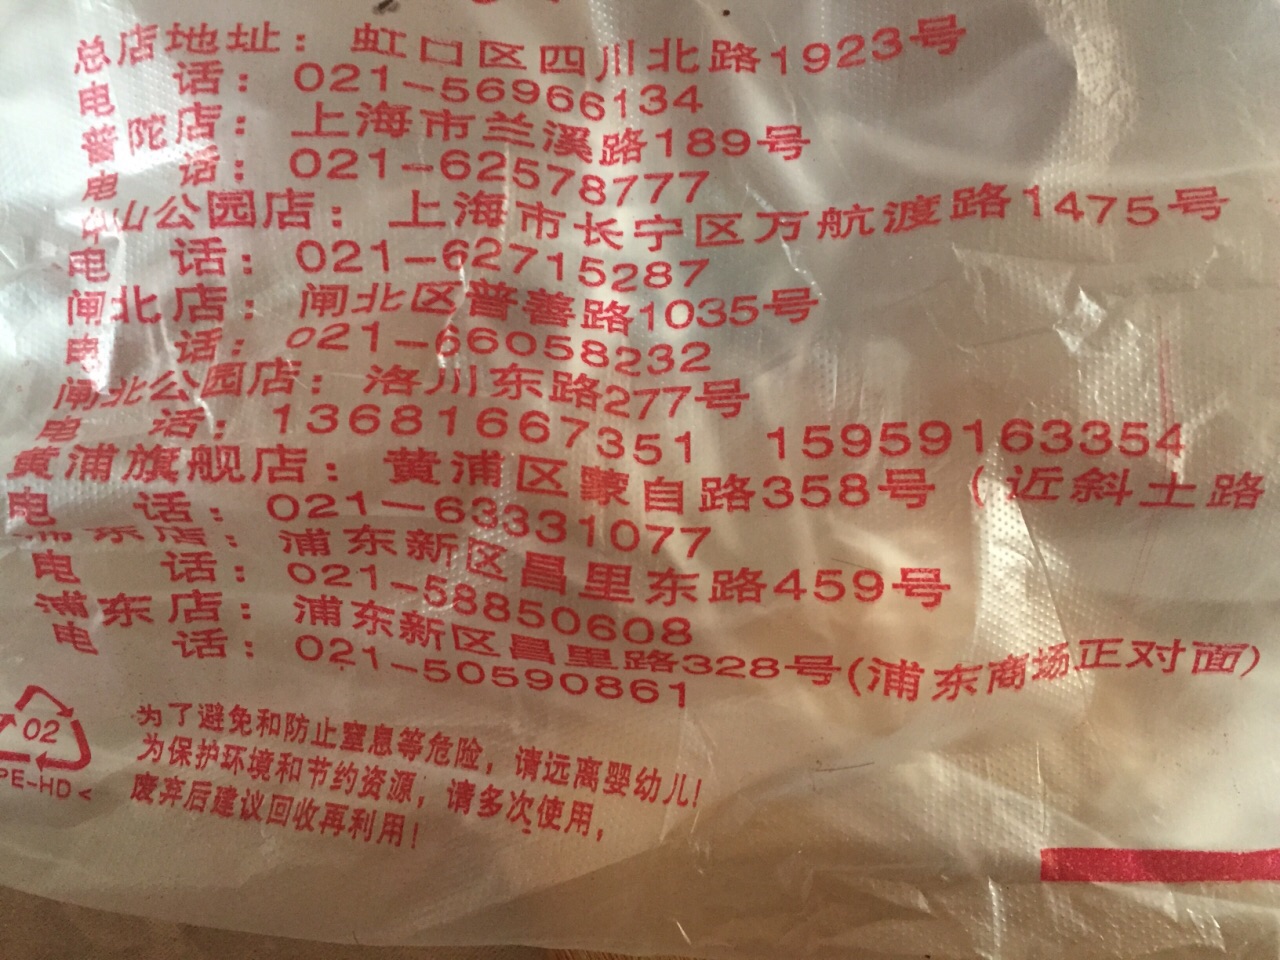 总店地址：虹口区四川北路1923号
电 话：021-56966134
普陀店：上海市兰溪路189号
电 话：021-62578777
中山公园店：上海市长宁区万航渡路1475号
电 话：021-62715287
闸北店：闸北区普善路1035号
电 话：021-66058232
闸北公园店：洛川东路277号
电 话：13681667351 15959163354
黄浦旗舰店：黄浦区蒙自路358号（近斜土路
电 话：021-63331077
浦东店：浦东新区昌里东路459号
电 话：021-58850608
浦东店：浦东新区昌里路328号(浦东商场正对面)
电 话：021-50590861
02
PE-HD<
为了避免和防止窒息等危险，请远离婴幼儿！
为保护环境和节约资源，请多次使用，
废弃后建议回收再利用！